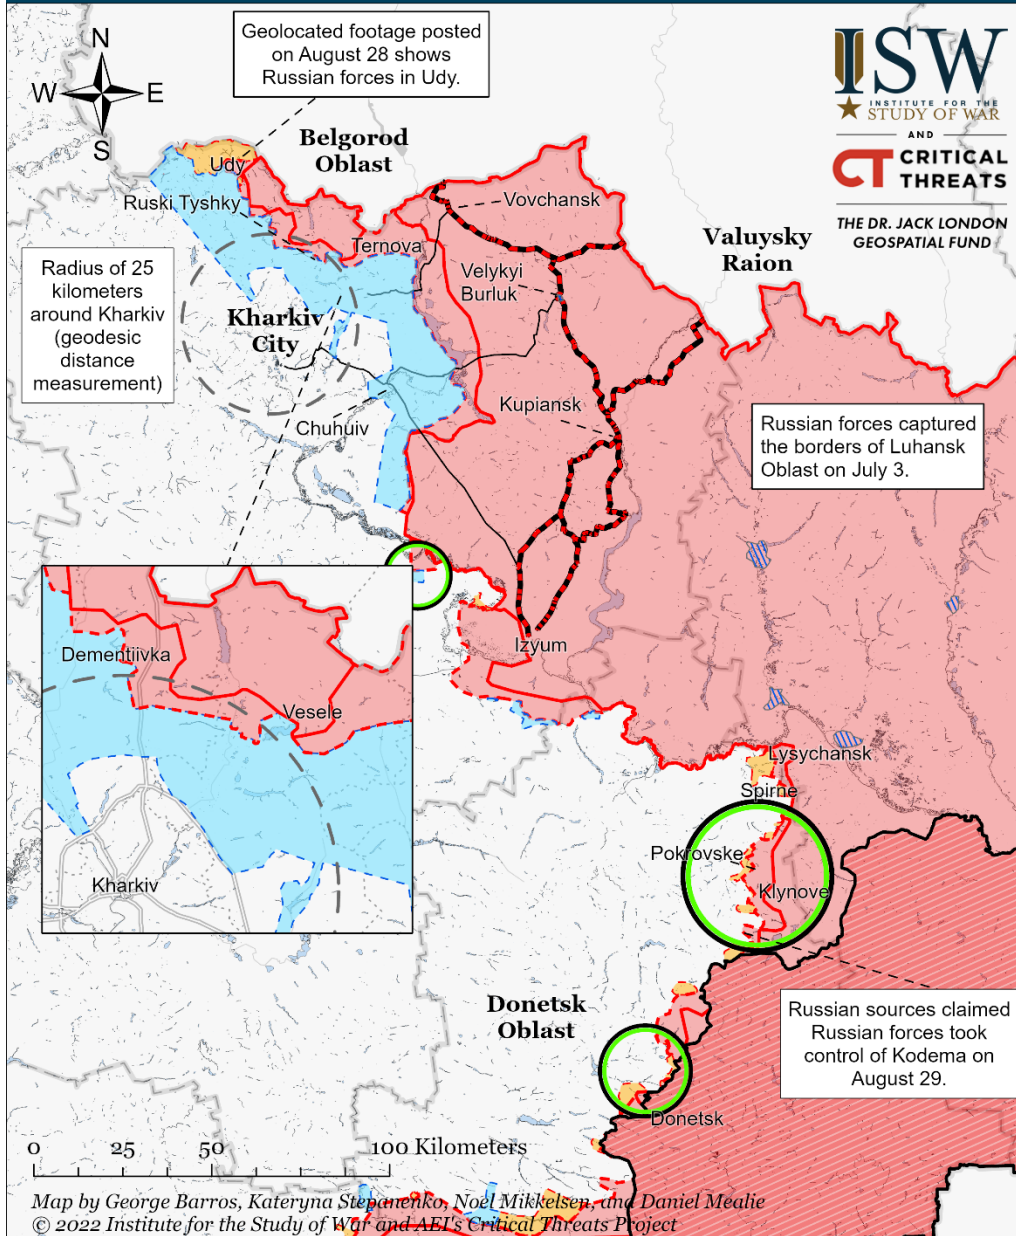 Geolocated footage posted
on August 28 shows
Russian forces in Udy.
N
W
E
S
ISW
INSTITUTE FOR THE
STUDY OF WAR
AND
CT CRITICAL
THREATS
THE DR. JACK LONDON
GEOSPATIAL FUND
Belgorod
Oblast
Udy
Ruski Tyshky
Vovchansk
Ternova
Valuysky
Raion
Velykyi
Burluk
Radius of 25
kilometers
around Kharkiv
(geodesic
distance
measurement)
Kharkiv
City
Kupiansk
Chuhuiv
Russian forces captured
the borders of Luhansk
Oblast on July 3.
Dementiivka
Izyum
Vesele
Lysychansk
Spirne
Pokrovske
Kharkiv
Klynove
Donetsk
Oblast
Russian sources claimed
Russian forces took
control of Kodema on
August 29.
Donetsk
0 25 50 100 Kilometers
Map by George Barros, Kateryna Stepanenko, Noel Mikkelsen, and Daniel Mealie
© 2022 Institute for the Study of War and AEI's Critical Threats Project